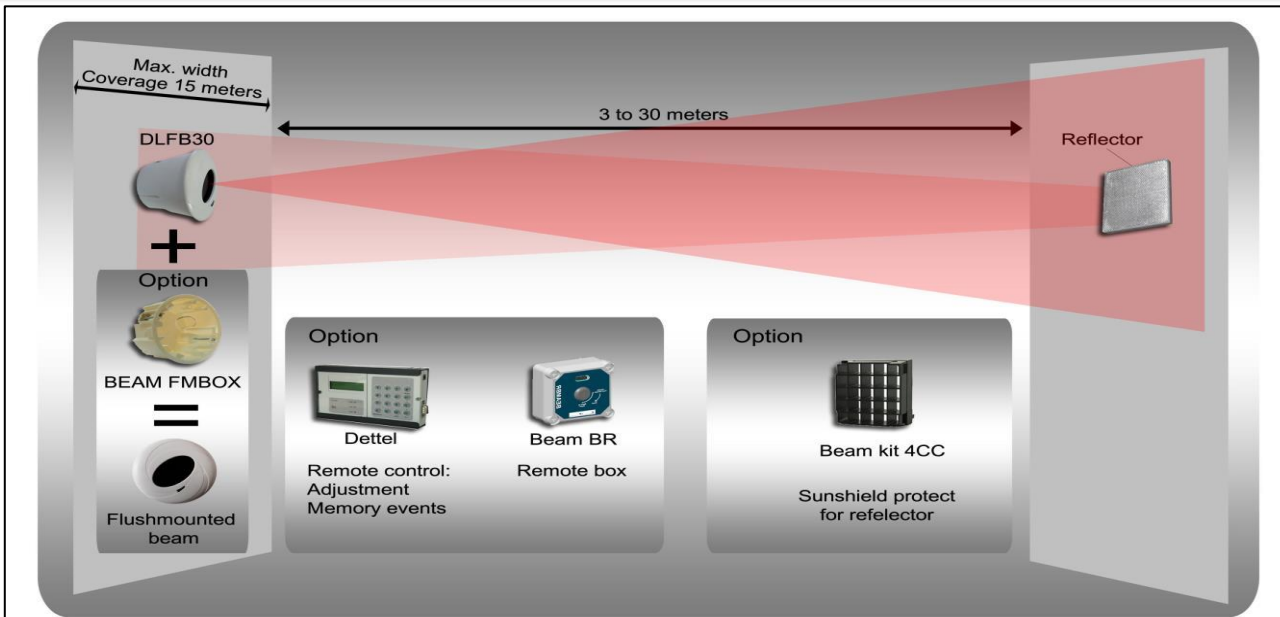 Max. width
Coverage 15 meters
3 to 30 meters
DLFB30
Reflector
Option
BEAM FMBOX
Flushmounted
beam
Option
Dettel
Remote control:
Adjustment
Memory events
Beam BR
Remote box
Option
Beam kit 4CC
Sunshield protect
for refelector